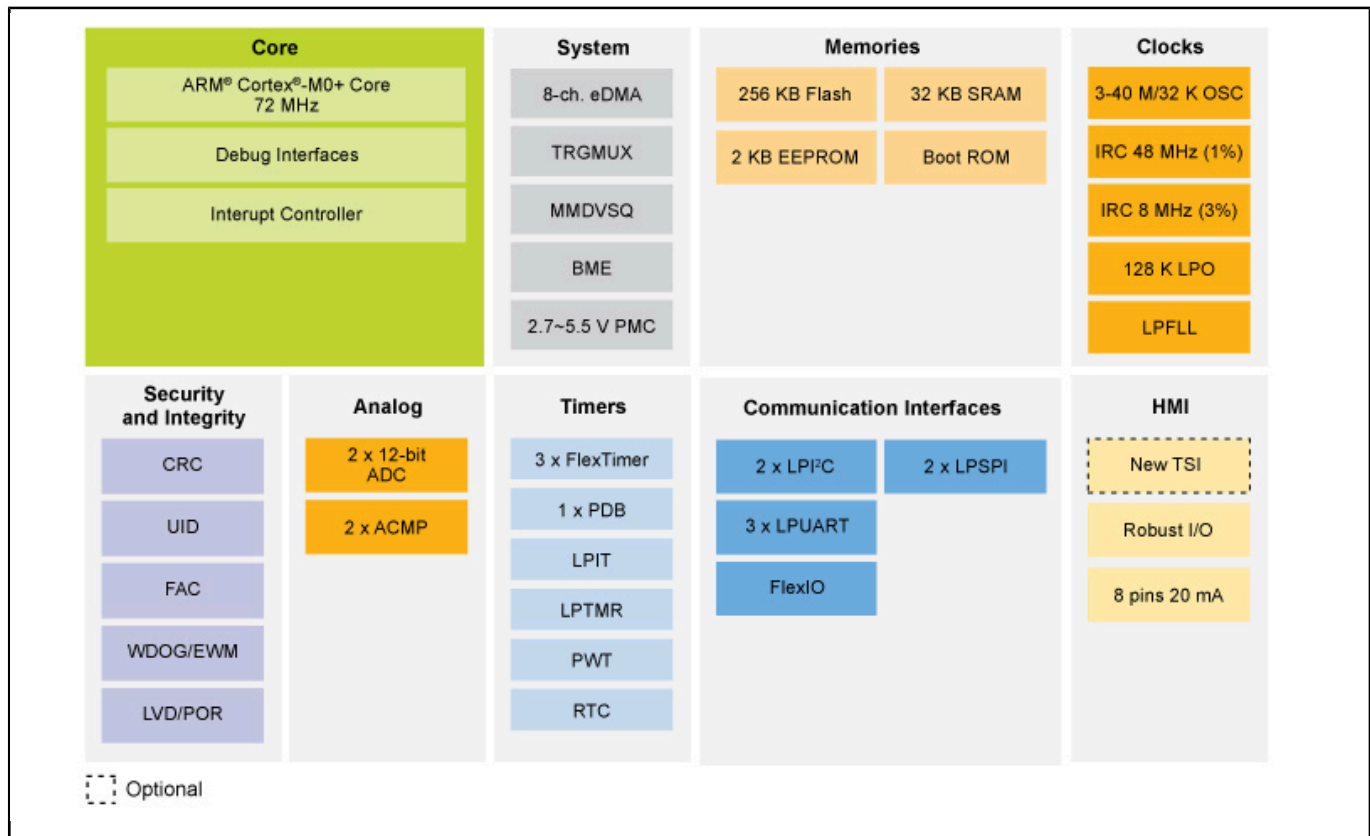 Core
ARM® Cortex®-M0+ Core
72 MHz
Debug Interfaces
Interupt Controller
System
8-ch. eDMA
TRGMUX
MMDVSQ
BME
2.7~5.5 V PMC
Memories
256 KB Flash
32 KB SRAM
2 KB EEPROM
Boot ROM
Clocks
3-40 M/32 K OSC
IRC 48 MHz (1%)
IRC 8 MHz (3%)
128 K LPO
LPFLL
Security
and Integrity
CRC
UID
FAC
WDOG/EWM
LVD/POR
Analog
2 x 12-bit
ADC
2 x ACMP
Timers
3 x FlexTimer
1 x PDB
LPIT
LPTMR
PWT
RTC
Communication Interfaces
2 x LPI²C
2 x LPSPI
3 x LPUART
FlexIO
HMI
New TSI
Robust I/O
8 pins 20 mA
Optional